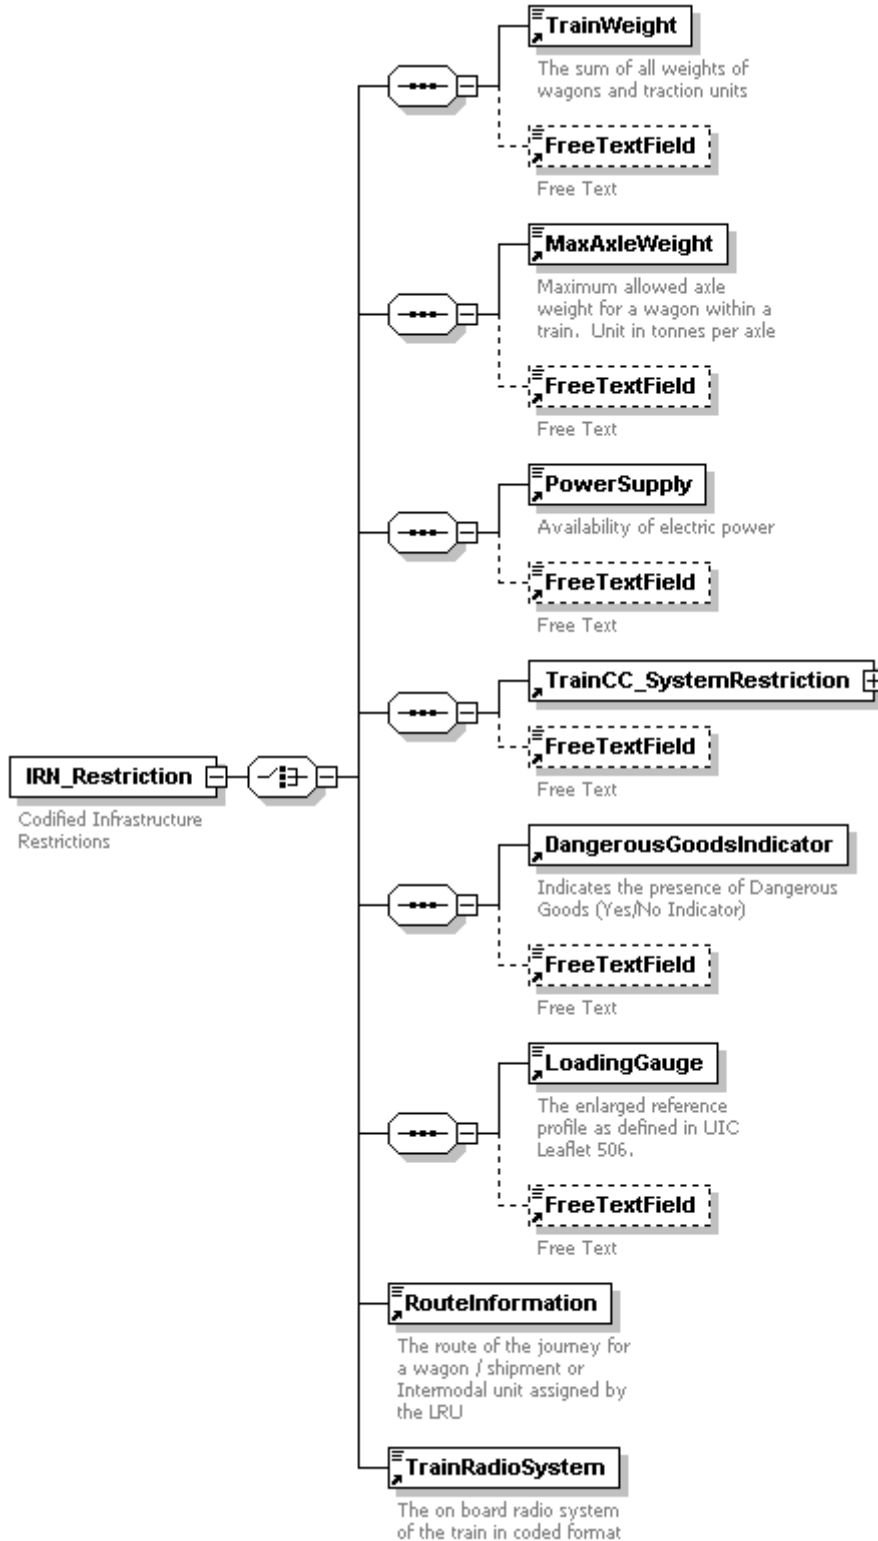 TrainWeight
The sum of all weights of
wagons and traction units
FreeTextField
Free Text
MaxAxleWeight
Maximum allowed axle
weight for a wagon within a
train.  Unit in tonnes per axle
FreeTextField
Free Text
PowerSupply
Availability of electric power
FreeTextField
Free Text
TrainCC_SystemRestriction
FreeTextField
Free Text
IRN_Restriction
Codified Infrastructure
Restrictions
DangerousGoodsIndicator
Indicates the presence of Dangerous
Goods (Yes/No Indicator)
FreeTextField
Free Text
LoadingGauge
The enlarged reference
profile as defined in UIC
Leaflet 506.
FreeTextField
Free Text
RouteInformation
The route of the journey for
a wagon / shipment or
Intermodal unit assigned by
the LRU
TrainRadioSystem
The on board radio system
of the train in coded format